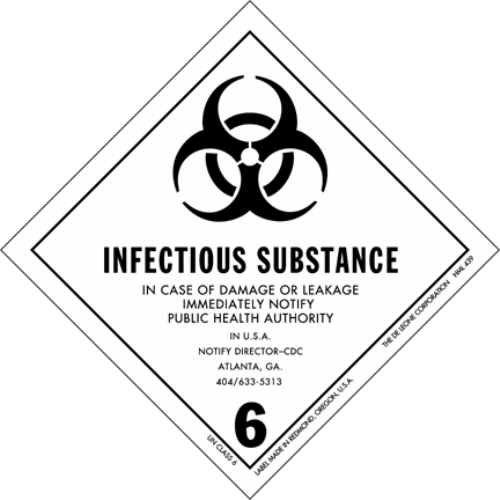 INFECTIOUS SUBSTANCE
IN CASE OF DAMAGE OR LEAKAGE
IMMEDIATELY NOTIFY
PUBLIC HEALTH AUTHORITY
IN U.S.A.
NOTIFY DIRECTOR–CDC
ATLANTA, GA.
404/633-5313
6
UN CLASS 6
LABEL MADE IN REDMOND, OREGON, U.S.A.
THE DE LEONE CORPORATION HML 439